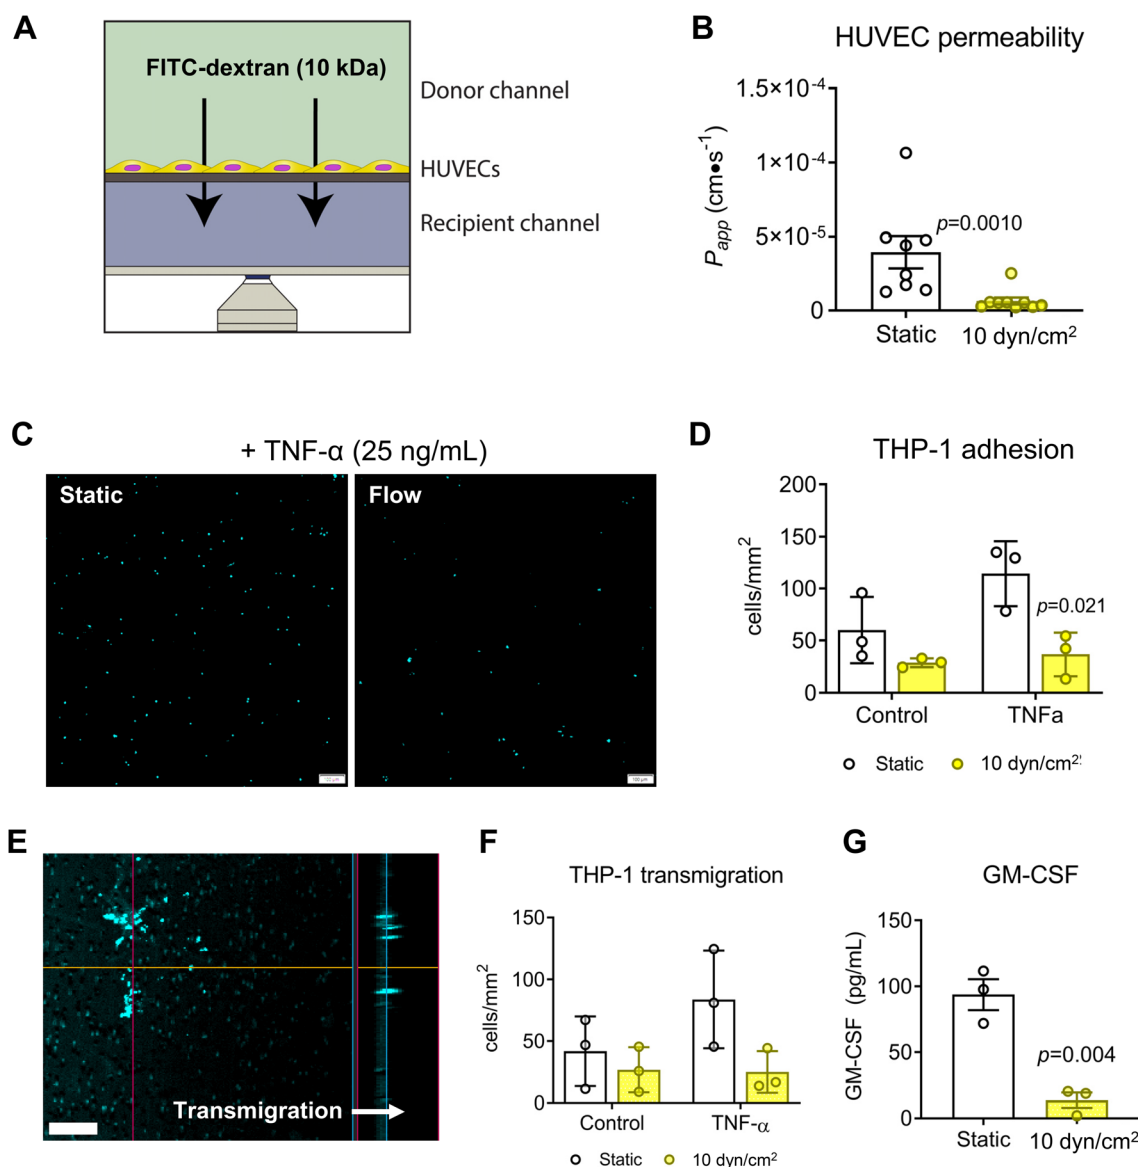 A
FITC-dextran (10 kDa)
Donor channel
HUVECs
Recipient channel
B
HUVEC permeability
1.5×10⁻⁴
1×10⁻⁴
5×10⁻⁵
0
Papp (cm•s⁻¹)
p=0.0010
Static
10 dyn/cm²
C
+ TNF-α (25 ng/mL)
Static
Flow
100 µm
100 µm
D
THP-1 adhesion
200
150
100
50
0
cells/mm²
p=0.021
Control
TNFa
Static
10 dyn/cm²
E
Transmigration
F
THP-1 transmigration
150
100
50
0
cells/mm²
Control
TNF-α
Static
10 dyn/cm²
G
GM-CSF
150
100
50
0
GM-CSF (pg/mL)
p=0.004
Static
10 dyn/cm²